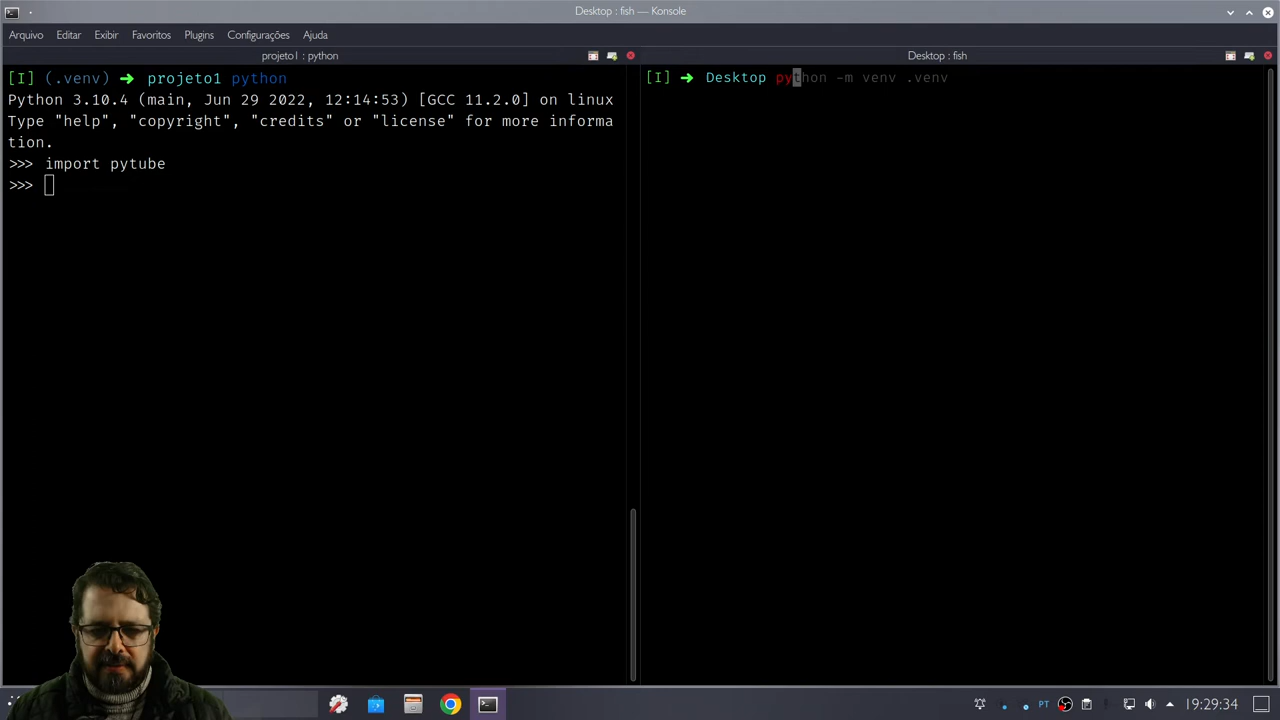 Desktop : fish — Konsole
Arquivo Editar Exibir Favoritos Plugins Configurações Ajuda
projeto1 : python
[I] (.venv) ➜ projeto1 python
Python 3.10.4 (main, Jun 29 2022, 12:14:53) [GCC 11.2.0] on linux
Type "help", "copyright", "credits" or "license" for more informa
tion.
>>> import pytube
>>>
Desktop : fish
[I] ➜ Desktop python -m venv .venv
PT
19:29:34